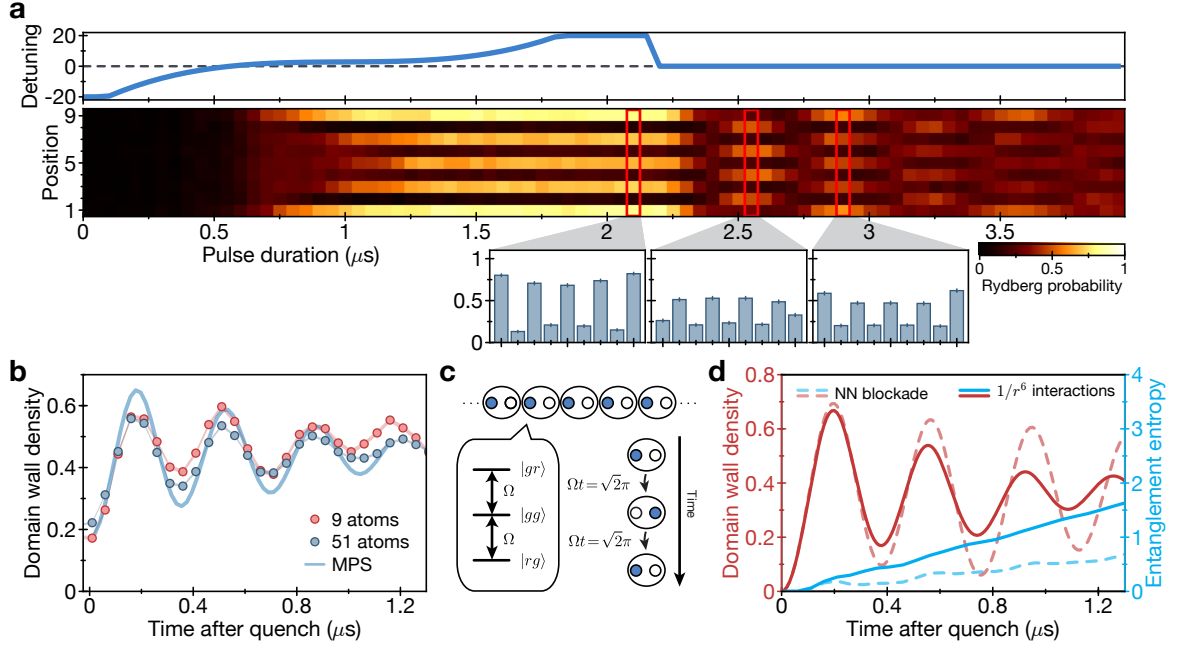 a
Detuning
20
0
-20
Position
9
5
1
0 0.5 1 1.5 2 2.5 3 3.5
Pulse duration (μs)
1
0.5
0
0 0.5 1
Rydberg probability
b
Domain wall density
0.6
0.4
0.2
0
9 atoms
51 atoms
MPS
0 0.4 0.8 1.2
Time after quench (μs)
c
··· ···
|gr⟩
Ω
|gg⟩
Ω
|rg⟩
Ωt=√2π
Ωt=√2π
Time
d
Domain wall density
0.8
0.6
0.4
0.2
0
NN blockade
1/r⁶ interactions
4
3
2
1
0
Entanglement entropy
0 0.4 0.8 1.2
Time after quench (μs)